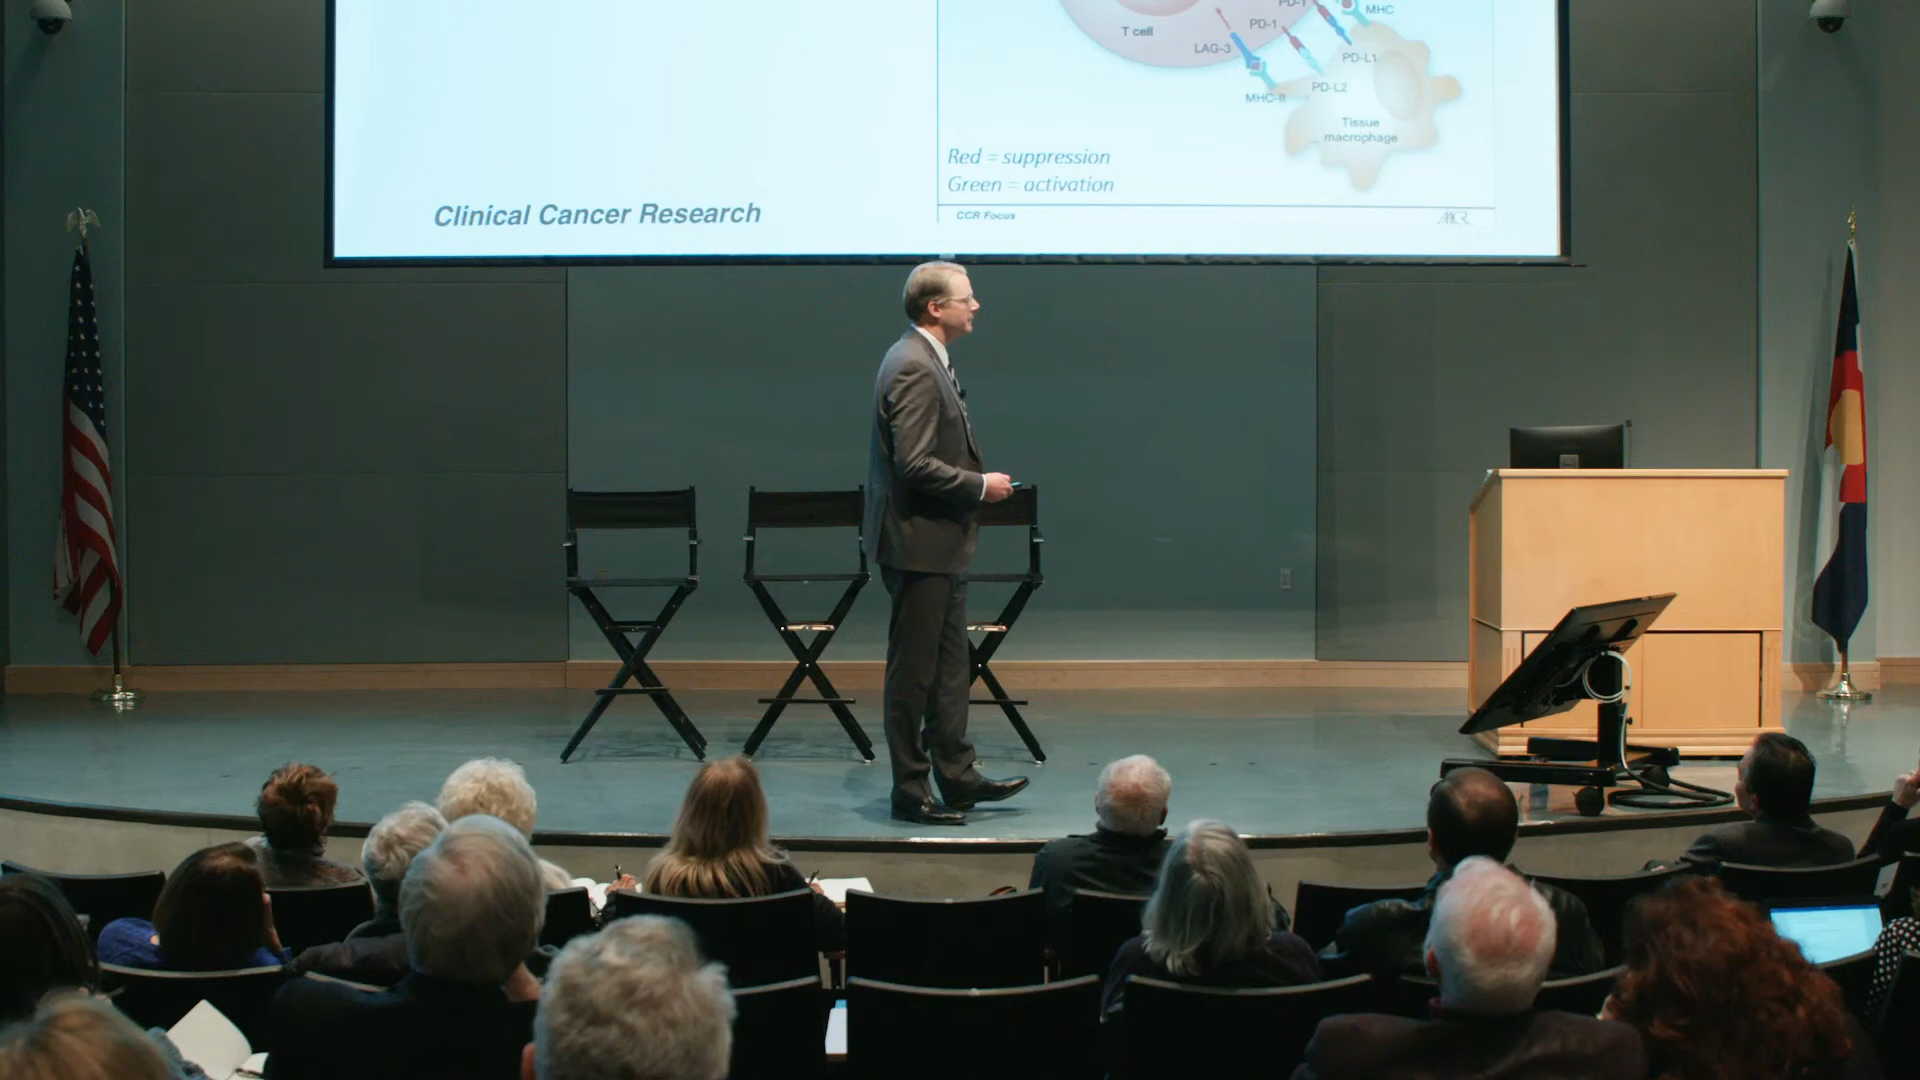 PD-1
MHC
T cell
PD-1
LAG-3
PD-L1
PD-L2
MHC-II
Tissue
macrophage
Red = suppression
Green = activation
Clinical Cancer Research
CCR Focus
AACR